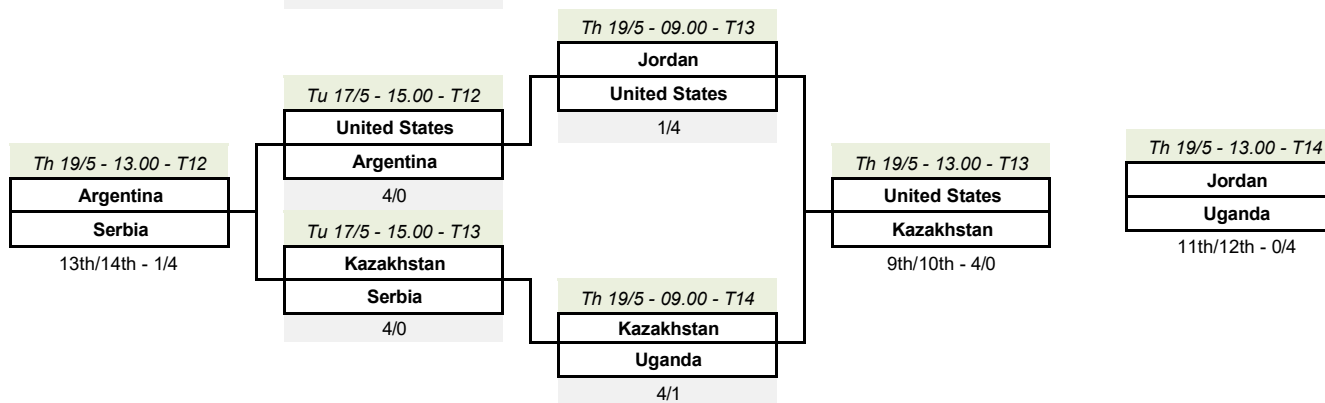 Th 19/5 - 13.00 - T12
Argentina
Serbia
13th/14th - 1/4
Tu 17/5 - 15.00 - T12
United States
Argentina
4/0
Tu 17/5 - 15.00 - T13
Kazakhstan
Serbia
4/0
Th 19/5 - 09.00 - T13
Jordan
United States
1/4
Th 19/5 - 09.00 - T14
Kazakhstan
Uganda
4/1
Th 19/5 - 13.00 - T13
United States
Kazakhstan
9th/10th - 4/0
Th 19/5 - 13.00 - T14
Jordan
Uganda
11th/12th - 0/4